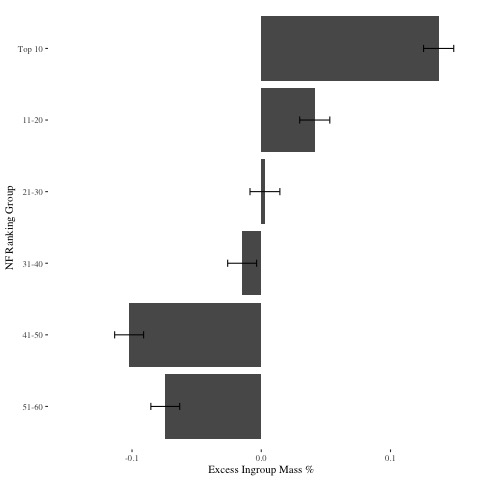 NF Ranking Group
Top 10
11-20
21-30
31-40
41-50
51-60
-0.1 0.0 0.1
Excess Ingroup Mass %